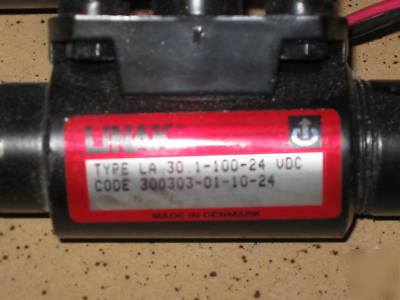 LINAK
TYPE LA 30.1-100-24 VDC
CODE 300303-01-10-24
MADE IN DENMARK